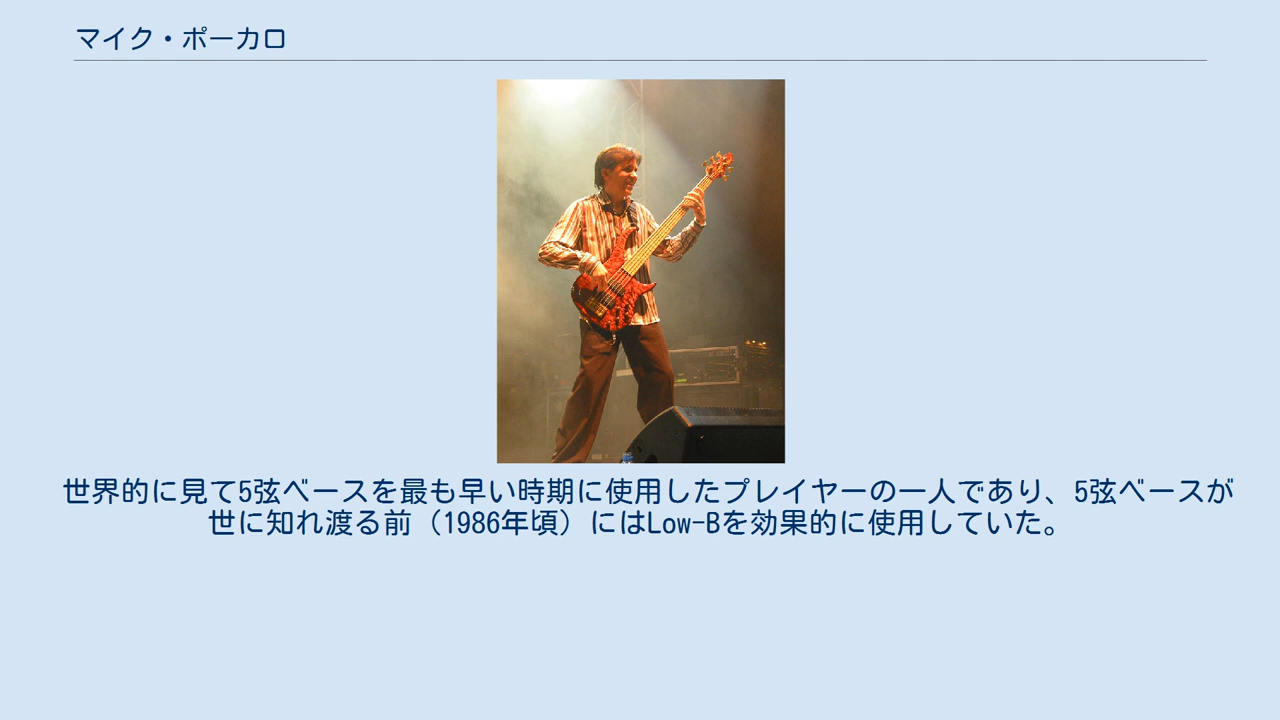 マイク・ポーカロ
世界的に見て5弦ベースを最も早い時期に使用したプレイヤーの一人であり、5弦ベースが
世に知れ渡る前（1986年頃）にはLow-Bを効果的に使用していた。